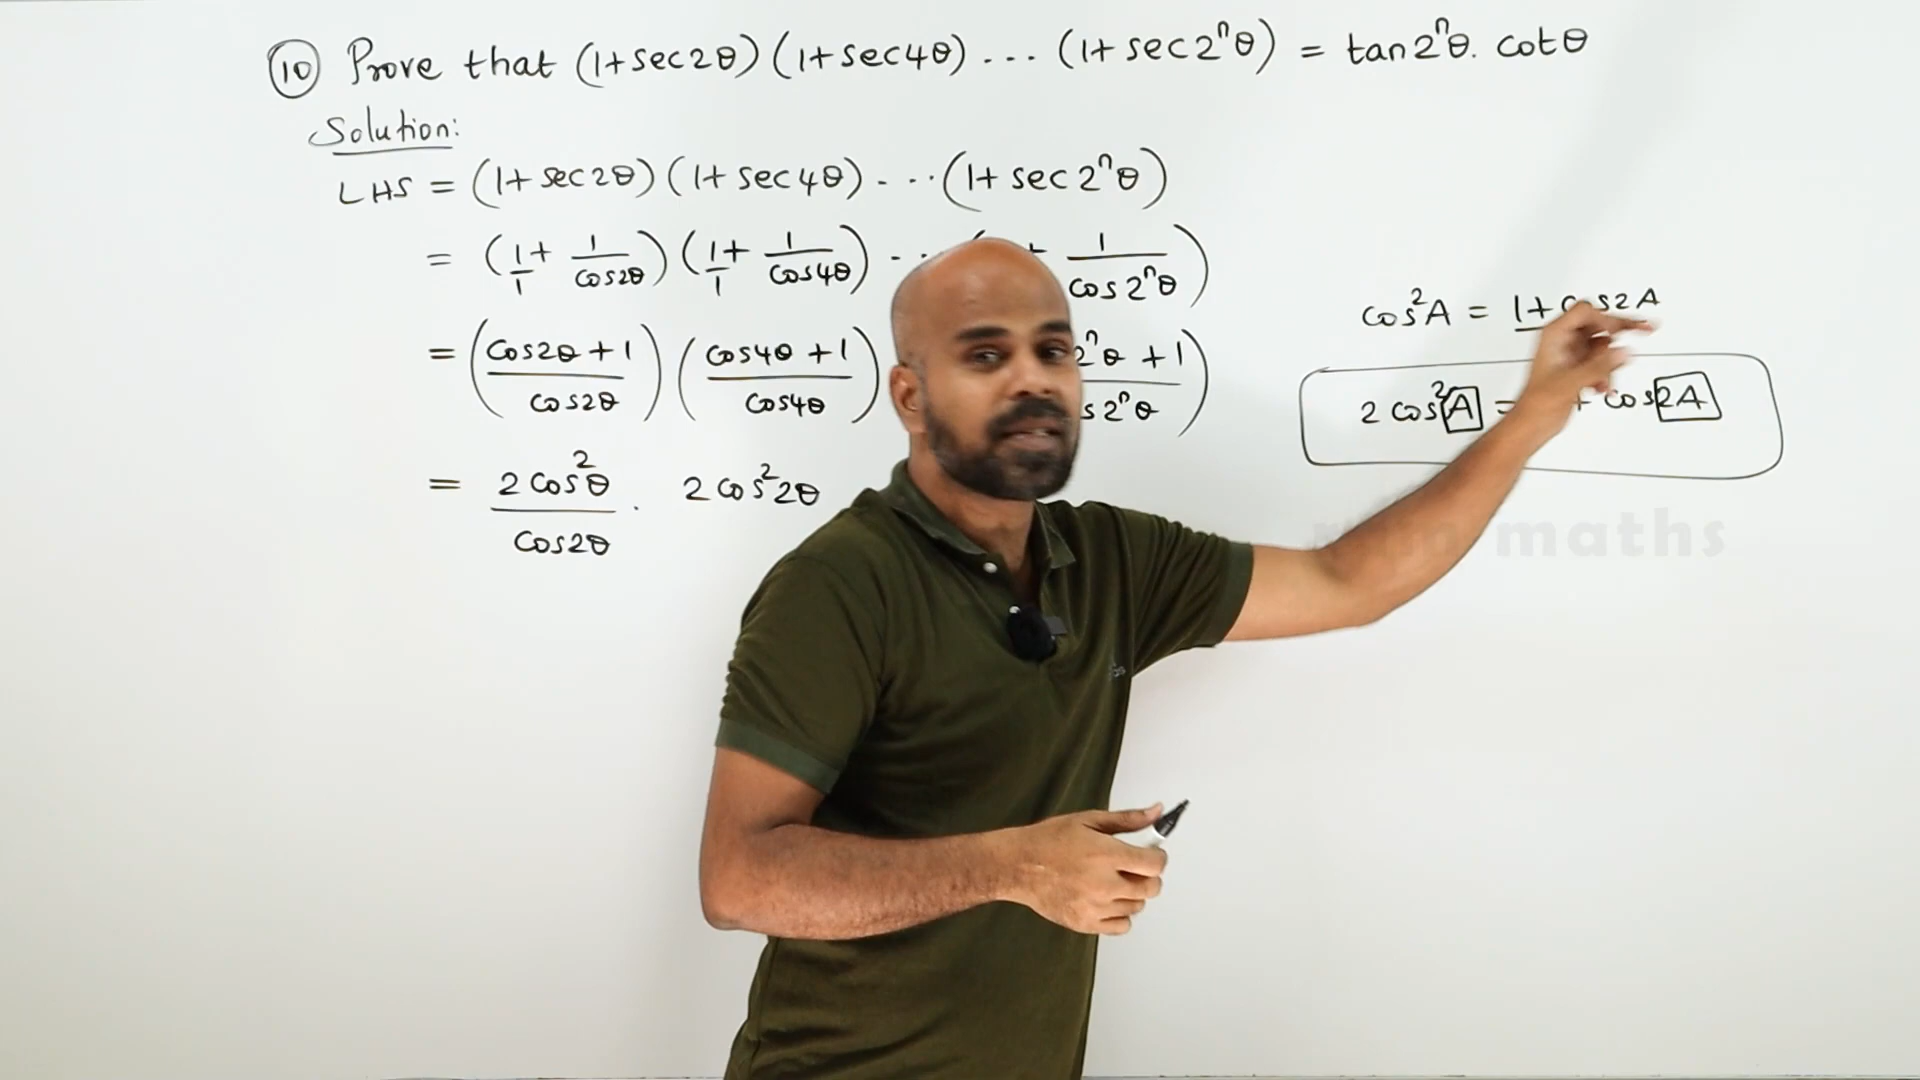 (10) Prove that (1+sec2θ)(1+sec4θ)...(1+sec2ⁿθ) = tan2ⁿθ. cotθ
Solution:
LHS = (1+sec2θ)(1+sec4θ)-..(1+sec2ⁿθ)
= (1/1 + 1/cos2θ)(1/1 + 1/cos4θ)-.. + 1/cos2ⁿθ)
= (cos2θ+1/cos2θ)(cos4θ+1/cos4θ) 2ⁿθ+1/s2ⁿθ)
= 2cos²θ/cos2θ . 2cos²2θ
cos²A = 1+cos2A
2cos²A = + cos2A
maths